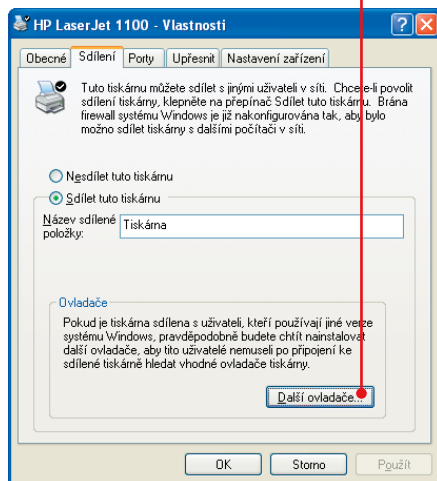 HP LaserJet 1100 - Vlastnosti
Obecné Sdílení Porty Upřesnit Nastavení zařízení
Tuto tiskárnu můžete sdílet s jinými uživateli v síti. Chcete-li povolit
sdílení tiskárny, klepněte na přepínač Sdílet tuto tiskárnu. Brána
firewall systému Windows je již nakonfigurována tak, aby bylo
možno sdílet tiskárny s dalšími počítači v síti.
Nesdílet tuto tiskárnu
Sdílet tuto tiskárnu
Název sdílené
položky: Tiskárna
Ovladače
Pokud je tiskárna sdílena s uživateli, kteří používají jiné verze
systému Windows, pravděpodobně budete chtít nainstalovat
další ovladače, aby tito uživatelé nemuseli po připojení ke
sdílené tiskárně hledat vhodné ovladače tiskárny.
Další ovladače...
OK Storno Použít